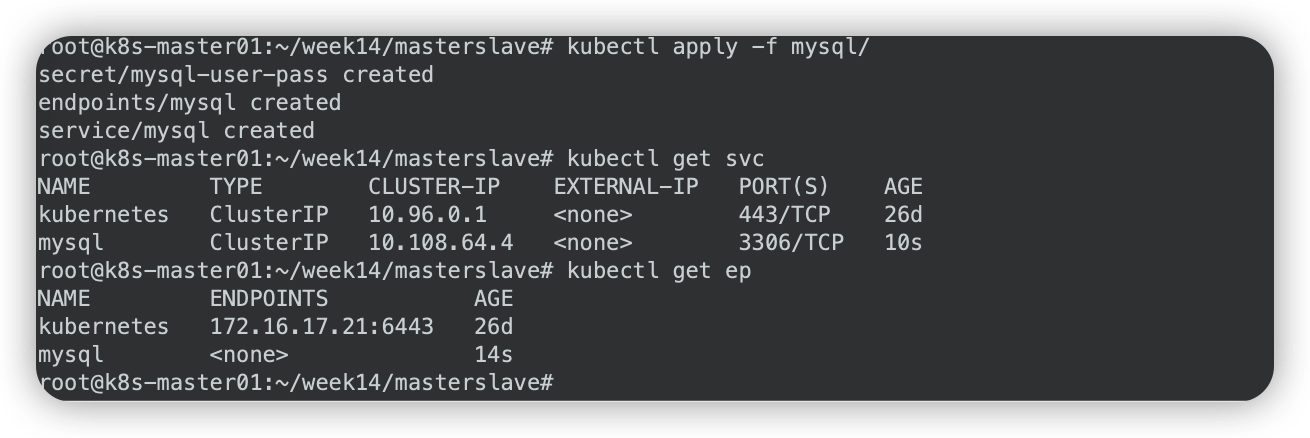 root@k8s-master01:~/week14/masterslave# kubectl apply -f mysql/
secret/mysql-user-pass created
endpoints/mysql created
service/mysql created
root@k8s-master01:~/week14/masterslave# kubectl get svc
NAME         TYPE        CLUSTER-IP    EXTERNAL-IP   PORT(S)    AGE
kubernetes   ClusterIP   10.96.0.1     <none>        443/TCP    26d
mysql        ClusterIP   10.108.64.4   <none>        3306/TCP   10s
root@k8s-master01:~/week14/masterslave# kubectl get ep
NAME         ENDPOINTS           AGE
kubernetes   172.16.17.21:6443   26d
mysql        <none>              14s
root@k8s-master01:~/week14/masterslave#